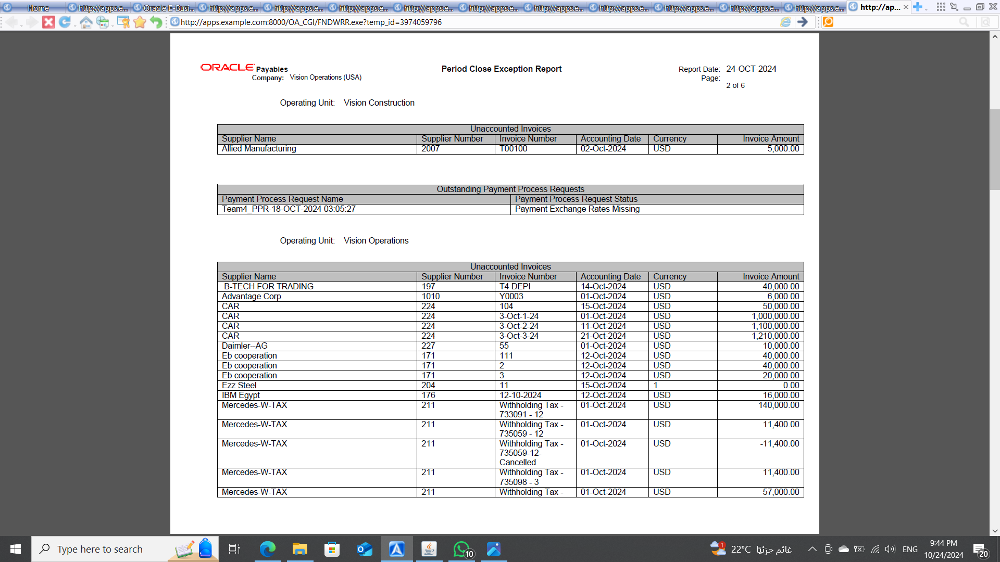 Home http://apps.e... Oracle E-Busi... http://apps.e... http://apps.e... http://apps.e... http://apps.e... http://apps.e... http://apps.e... http://apps.e... http://apps.e... http://apps.e... http://apps.e... http://ap...
http://apps.example.com:8000/OA_CGI/FNDWRR.exe?temp_id=3974059796
ORACLE Payables Period Close Exception Report Report Date: 24-OCT-2024
Company: Vision Operations (USA) Page:
2 of 6
Operating Unit: Vision Construction
Unaccounted Invoices
Supplier Name Supplier Number Invoice Number Accounting Date Currency Invoice Amount
Allied Manufacturing 2007 T00100 02-Oct-2024 USD 5,000.00
Outstanding Payment Process Requests
Payment Process Request Name Payment Process Request Status
Team4_PPR-18-OCT-2024 03:05:27 Payment Exchange Rates Missing
Operating Unit: Vision Operations
Unaccounted Invoices
Supplier Name Supplier Number Invoice Number Accounting Date Currency Invoice Amount
B-TECH FOR TRADING 197 T4 DEPI 14-Oct-2024 USD 40,000.00
Advantage Corp 1010 Y0003 01-Oct-2024 USD 6,000.00
CAR 224 104 15-Oct-2024 USD 50,000.00
CAR 224 3-Oct-1-24 01-Oct-2024 USD 1,000,000.00
CAR 224 3-Oct-2-24 11-Oct-2024 USD 1,100,000.00
CAR 224 3-Oct-3-24 21-Oct-2024 USD 1,210,000.00
Daimler--AG 227 55 01-Oct-2024 USD 10,000.00
Eb cooperation 171 111 12-Oct-2024 USD 40,000.00
Eb cooperation 171 2 12-Oct-2024 USD 40,000.00
Eb cooperation 171 3 12-Oct-2024 USD 20,000.00
Ezz Steel 204 11 15-Oct-2024 1 0.00
IBM Egypt 176 12-10-2024 12-Oct-2024 USD 16,000.00
Mercedes-W-TAX 211 Withholding Tax - 01-Oct-2024 USD 140,000.00
733091 - 12
Mercedes-W-TAX 211 Withholding Tax - 01-Oct-2024 USD 11,400.00
735059 - 12
Mercedes-W-TAX 211 Withholding Tax - 01-Oct-2024 USD -11,400.00
735059-12-
Cancelled
Mercedes-W-TAX 211 Withholding Tax - 01-Oct-2024 USD 11,400.00
735098 - 3
Mercedes-W-TAX 211 Withholding Tax - 01-Oct-2024 USD 57,000.00
Type here to search 10 1 22°C غائم جزئيًا ENG 9:44 PM
10/24/2024 20